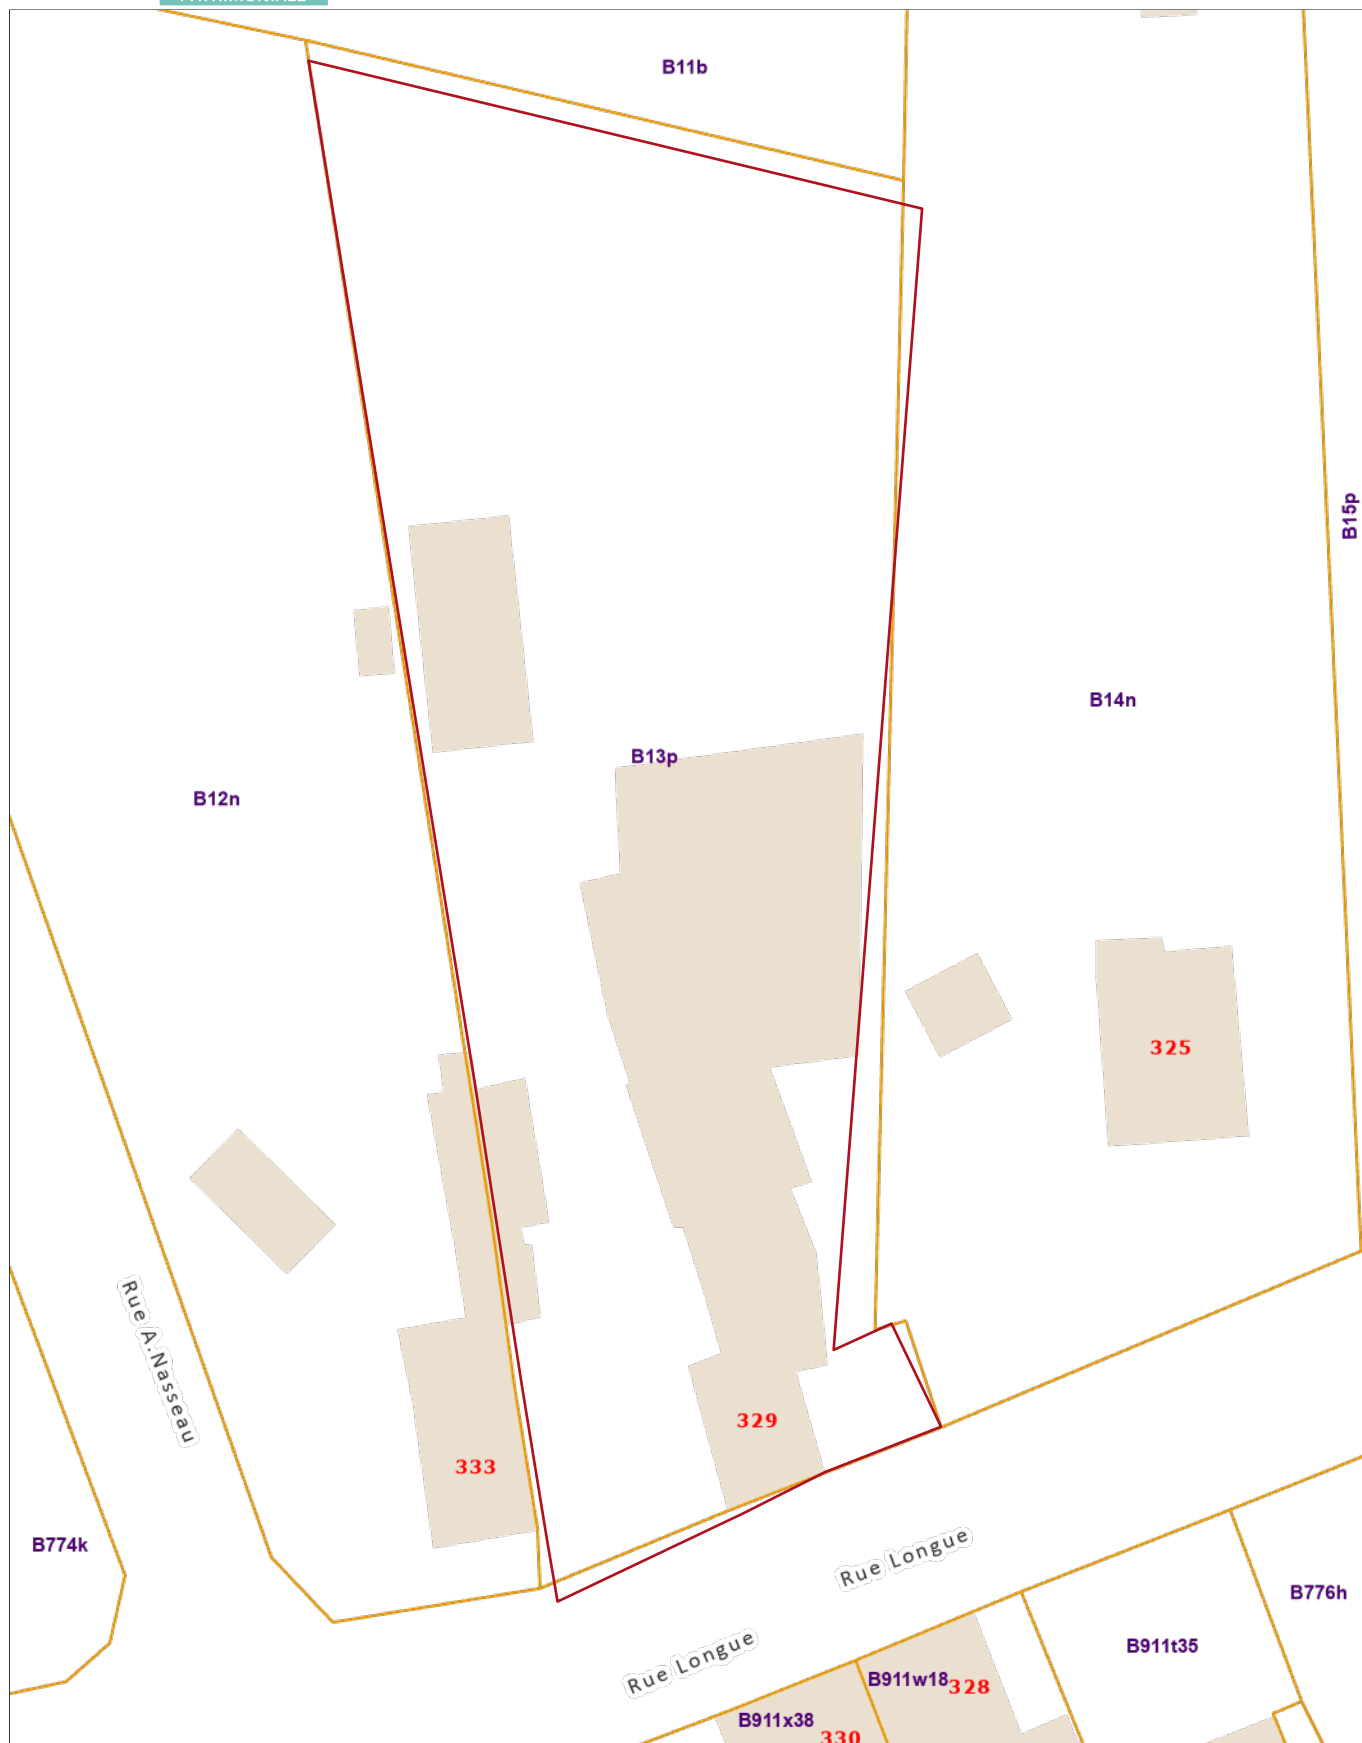 B11b
B15p
B14n
B13p
B12n
325
Rue A.Nasseau
329
333
B774k
Rue Longue
B776h
B911t35
Rue Longue
B911w18
328
B911x38
330